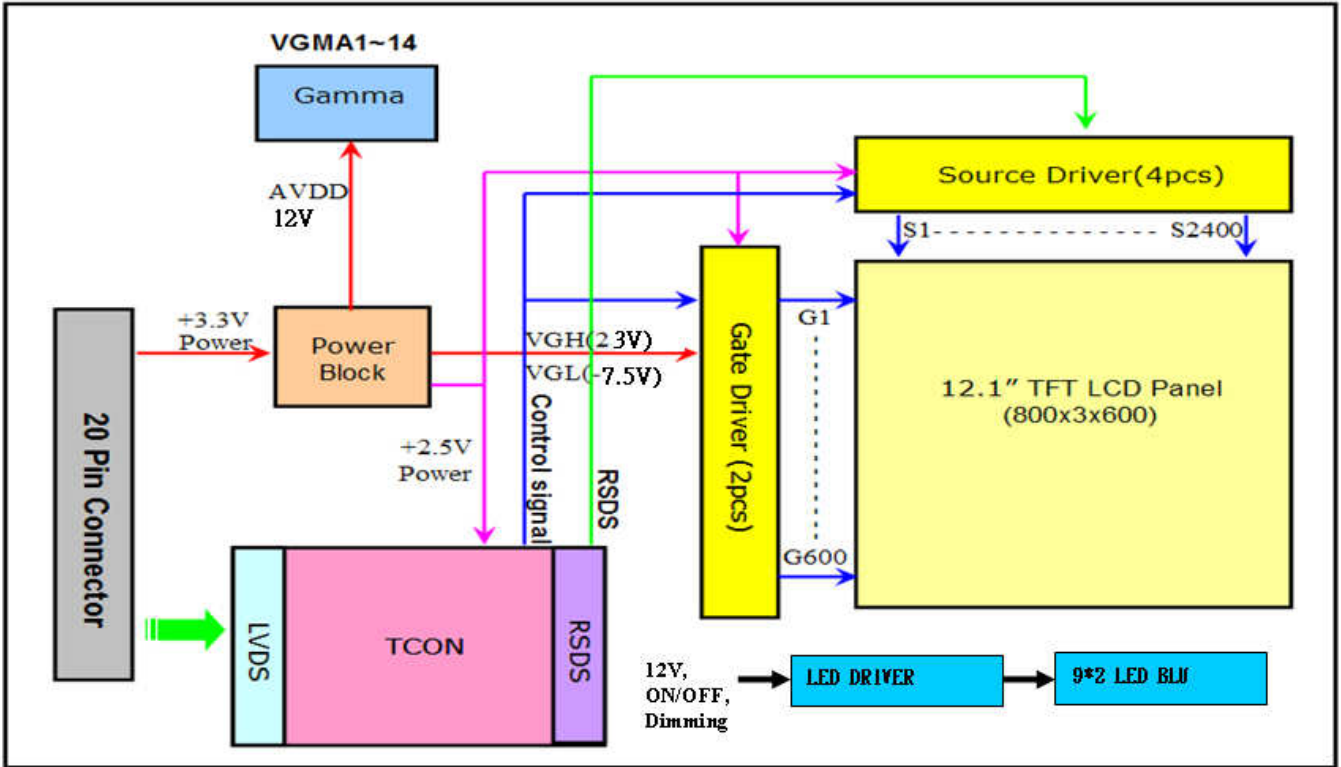 VGMA1~14
Gamma
AVDD
12V
Source Driver(4pcs)
S1
S2400
+3.3V
Power
Power
Block
VGH(23V)
VGL(-7.5V)
G1
Gate Driver (2pcs)
12.1” TFT LCD Panel
(800x3x600)
20 Pin Connector
+2.5V
Power
Control signal
RSDS
G600
LVDS
TCON
RSDS
12V,
ON/OFF,
Dimming
LED DRIVER
9*2 LED BLU